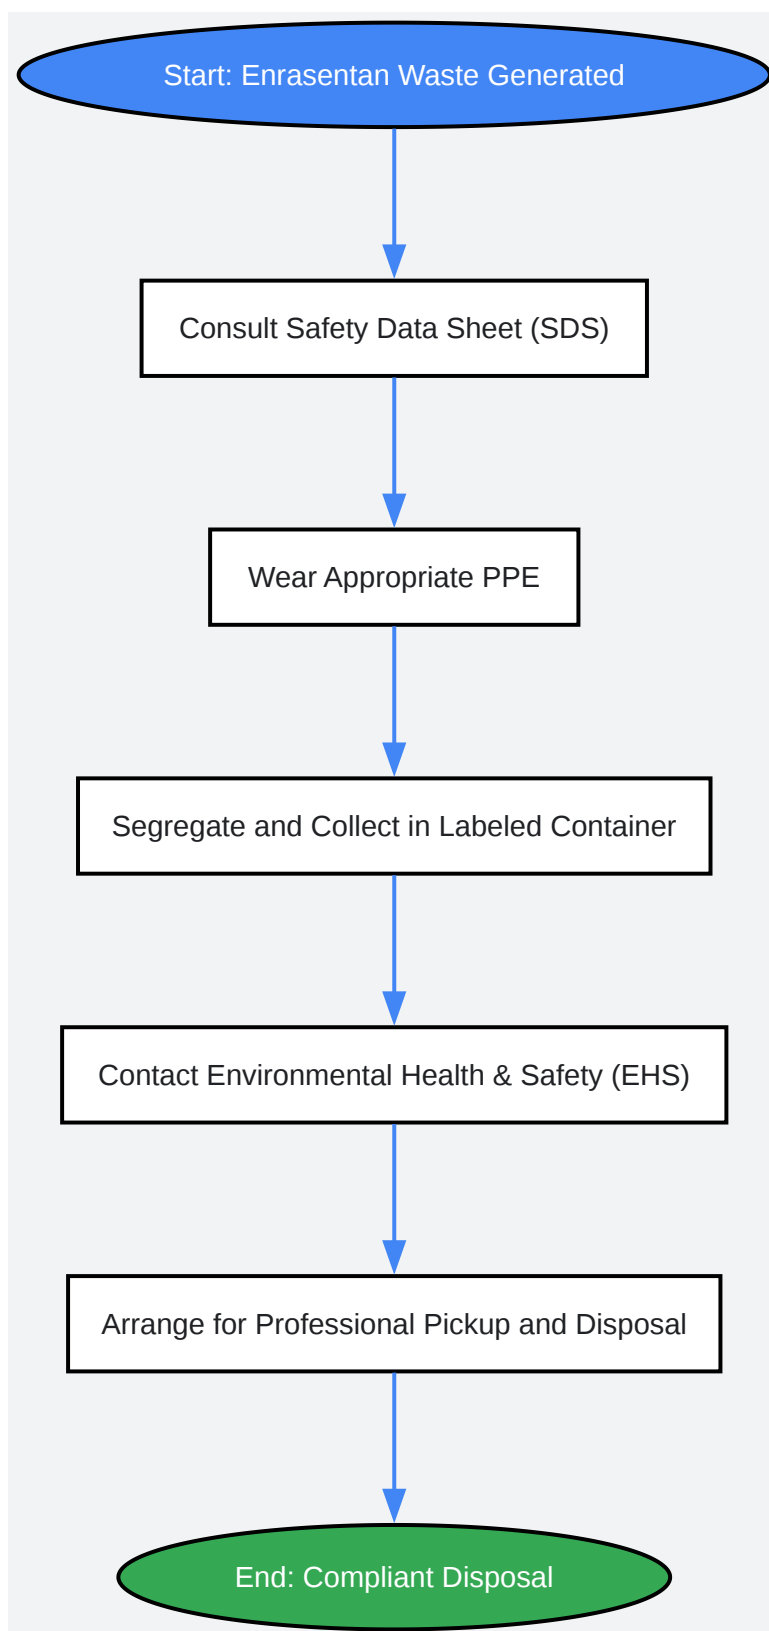 Start: Enrasentan Waste Generated
Consult Safety Data Sheet (SDS)
Wear Appropriate PPE
Segregate and Collect in Labeled Container
Contact Environmental Health & Safety (EHS)
Arrange for Professional Pickup and Disposal
End: Compliant Disposal